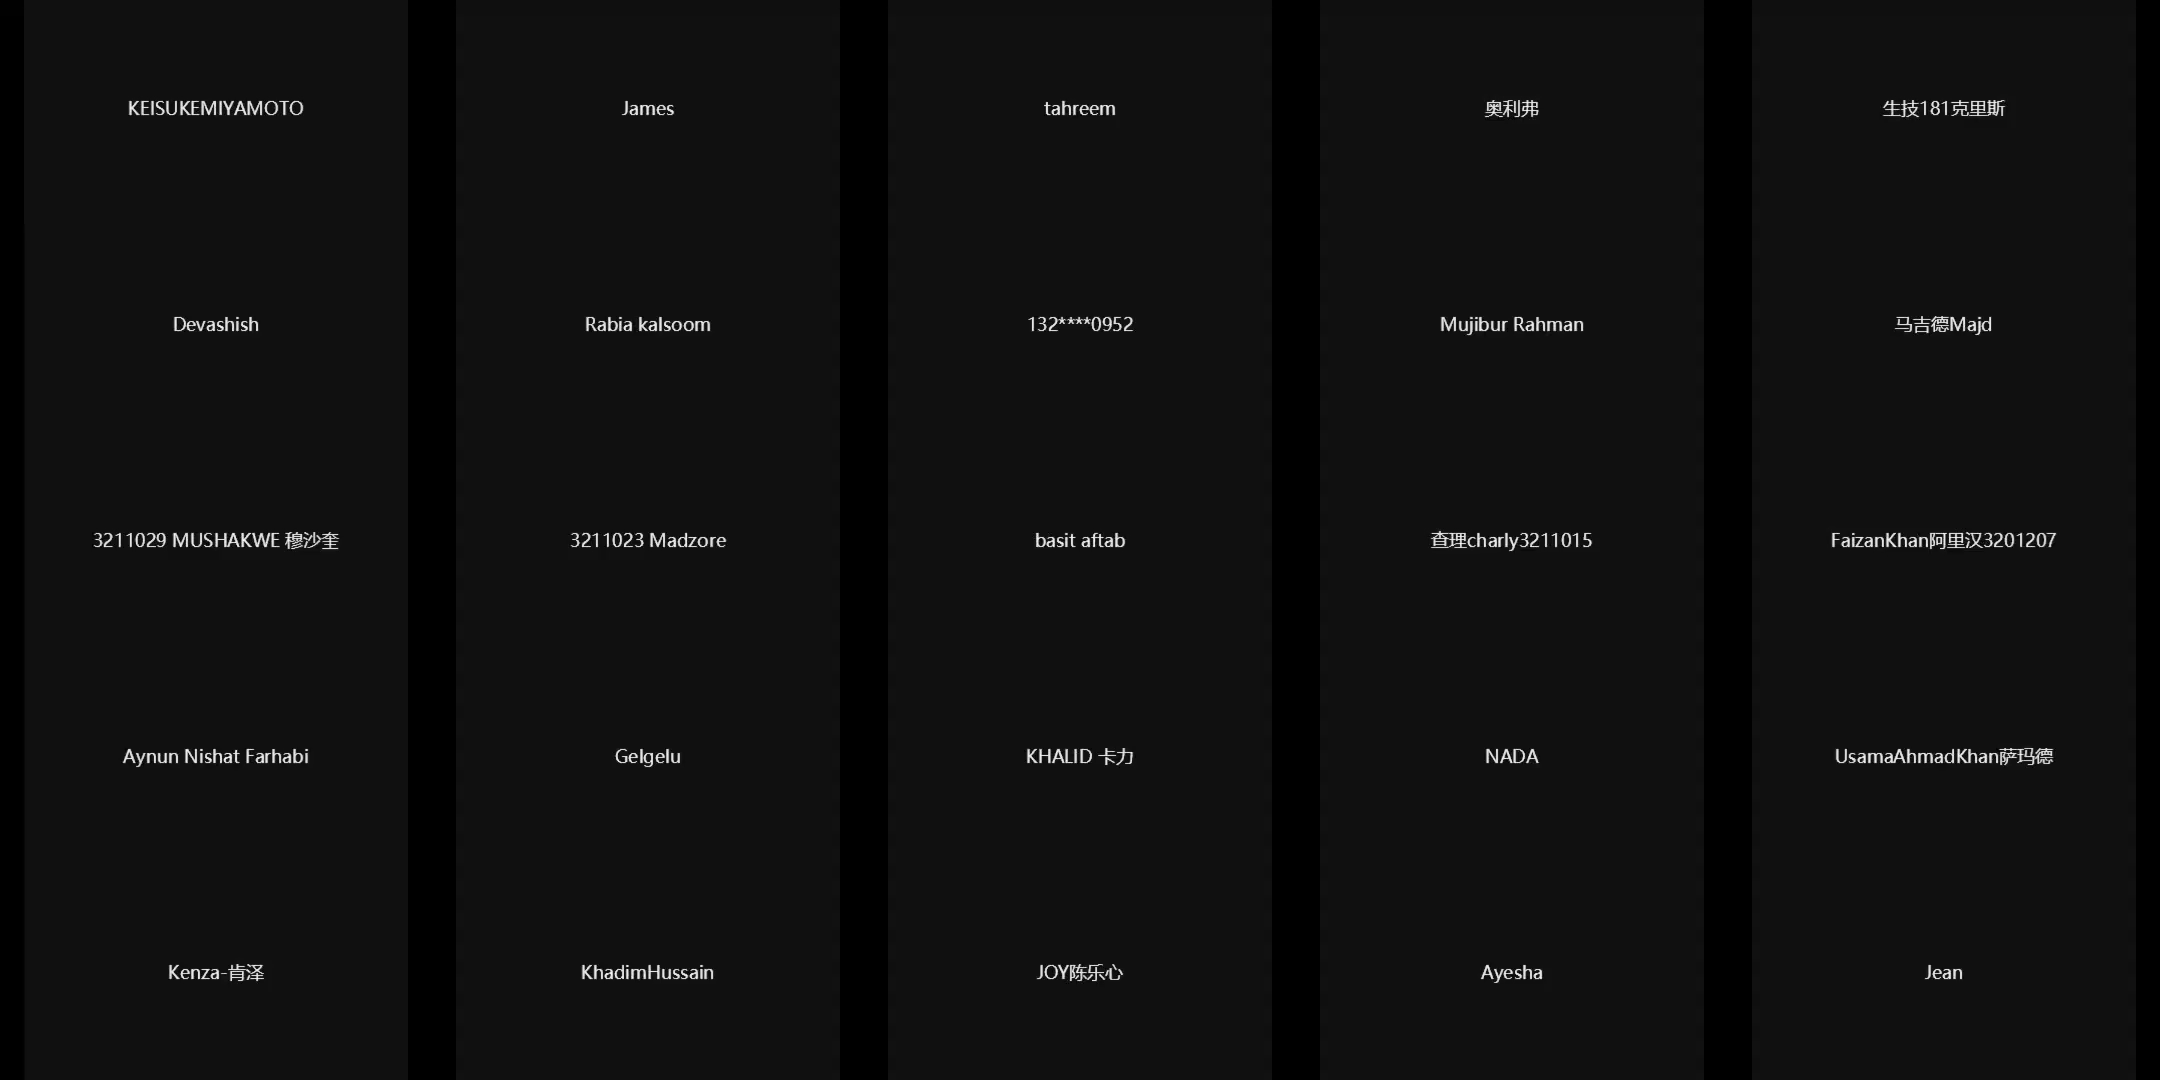 KEISUKEMIYAMOTO
James
tahreem
奥利弗
生技181克里斯
Devashish
Rabia kalsoom
132****0952
Mujibur Rahman
马吉德Majd
3211029 MUSHAKWE 穆沙奎
3211023 Madzore
basit aftab
查理charly3211015
FaizanKhan阿里汉3201207
Aynun Nishat Farhabi
Gelgelu
KHALID 卡力
NADA
UsamaAhmadKhan萨玛德
Kenza-肯泽
KhadimHussain
JOY陈乐心
Ayesha
Jean